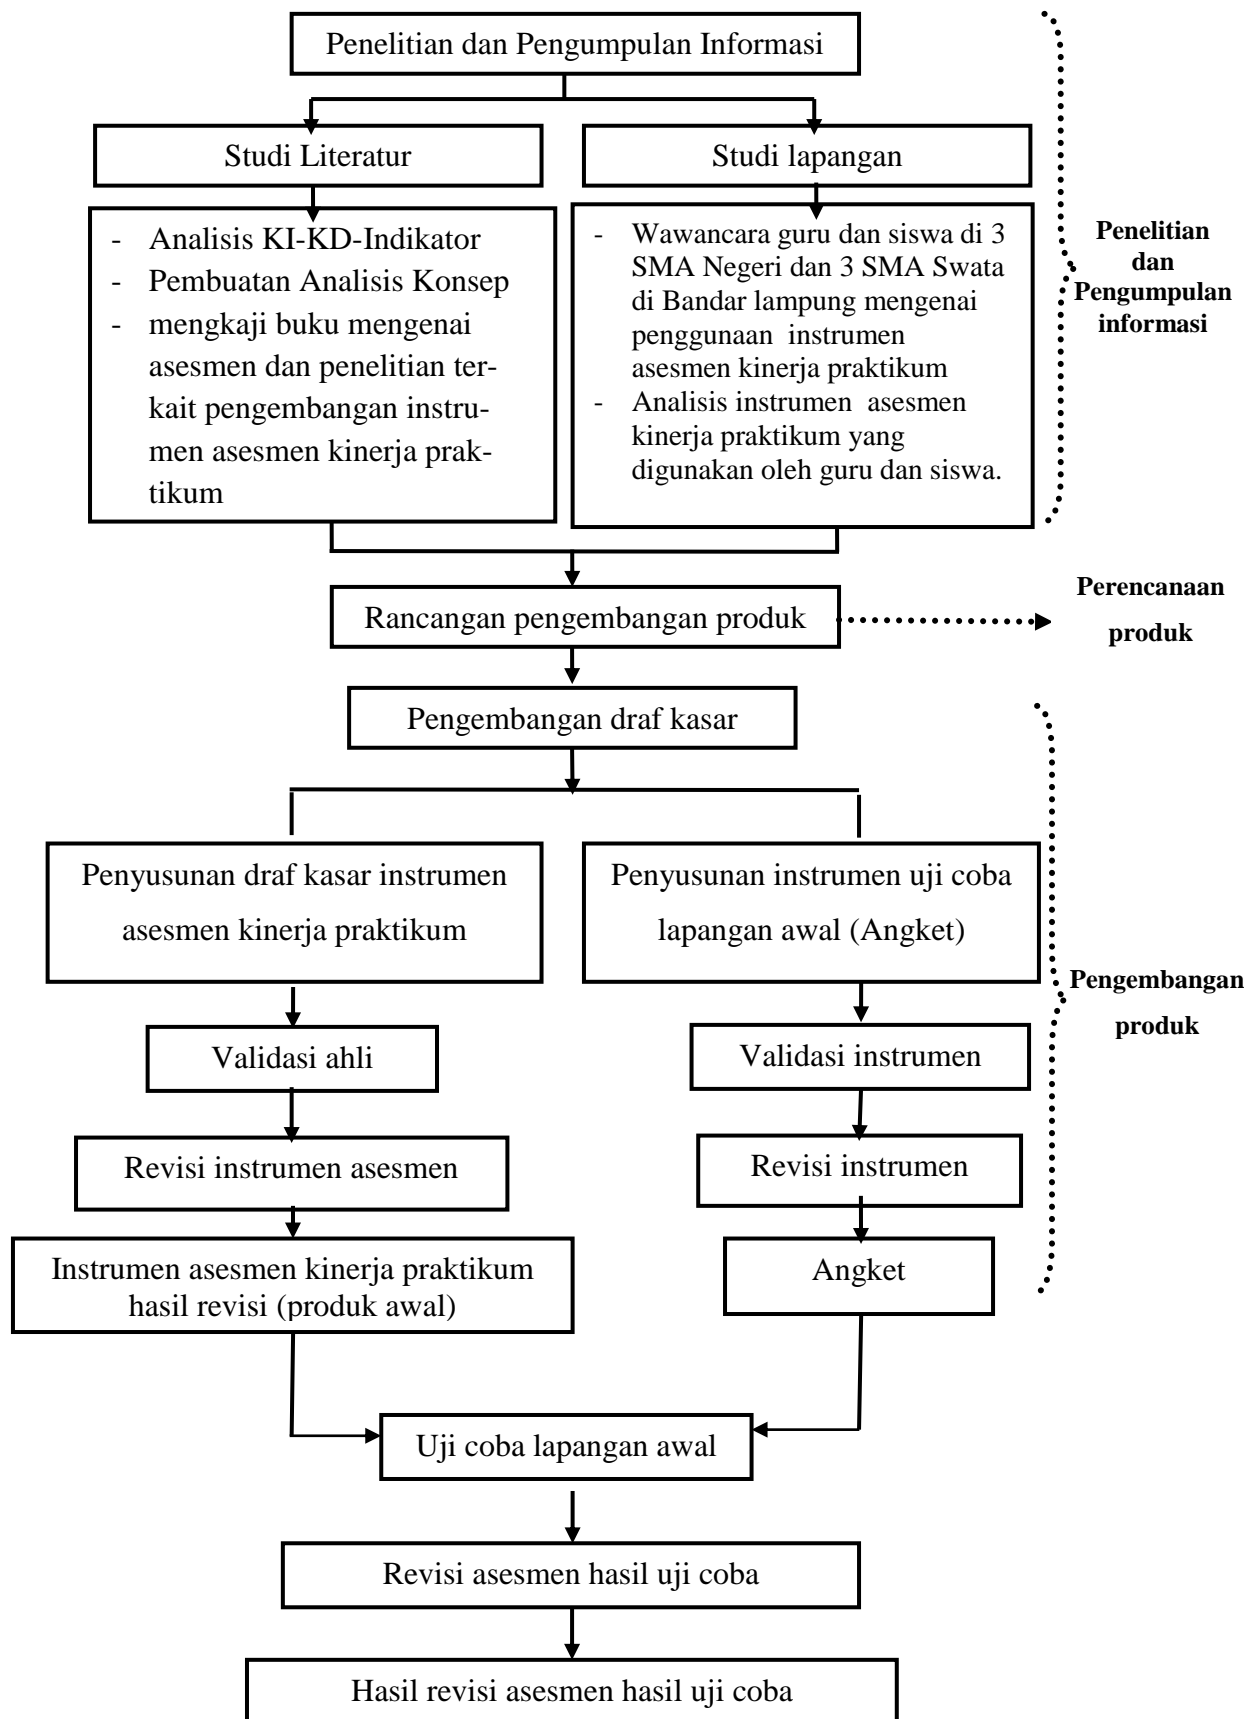 Penelitian dan Pengumpulan Informasi
Studi Literatur
Studi lapangan
- Analisis KI-KD-Indikator
- Pembuatan Analisis Konsep
- mengkaji buku mengenai
asesmen dan penelitian ter-
kait pengembangan instru-
men asesmen kinerja prak-
tikum
- Wawancara guru dan siswa di 3
SMA Negeri dan 3 SMA Swata
di Bandar lampung mengenai
penggunaan instrumen
asesmen kinerja praktikum
- Analisis instrumen asesmen
kinerja praktikum yang
digunakan oleh guru dan siswa.
Penelitian
dan
Pengumpulan
informasi
Rancangan pengembangan produk
Perencanaan
produk
Pengembangan draf kasar
Penyusunan draf kasar instrumen
asesmen kinerja praktikum
Penyusunan instrumen uji coba
lapangan awal (Angket)
Pengembangan
produk
Validasi ahli
Validasi instrumen
Revisi instrumen asesmen
Revisi instrumen
Instrumen asesmen kinerja praktikum
hasil revisi (produk awal)
Angket
Uji coba lapangan awal
Revisi asesmen hasil uji coba
Hasil revisi asesmen hasil uji coba